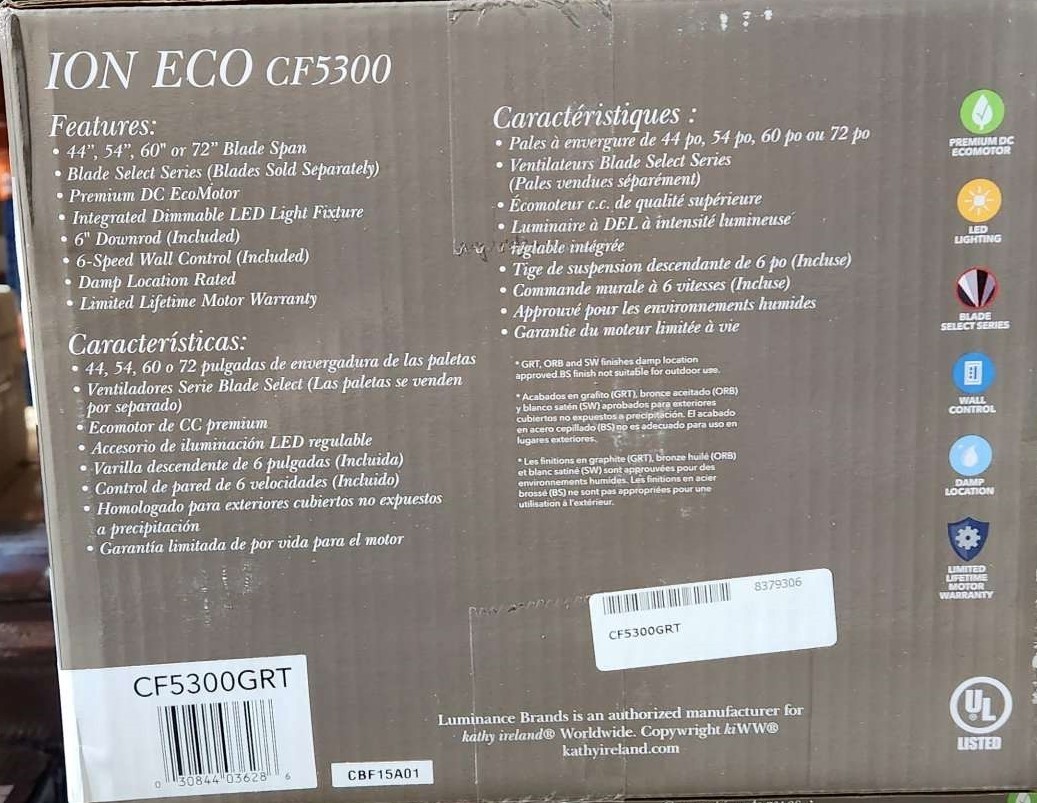 ION ECO CF5300
Features:
• 44”, 54”, 60" or 72” Blade Span
• Blade Select Series (Blades Sold Separately)
• Premium DC EcoMotor
• Integrated Dimmable LED Light Fixture
• 6" Downrod (Included)
• 6-Speed Wall Control (Included)
• Damp Location Rated
• Limited Lifetime Motor Warranty
Características:
• 44, 54, 60 o 72 pulgadas de envergadura de las paletas
• Ventiladores Serie Blade Select (Las paletas se venden
por separado)
• Ecomotor de CC premium
• Accesorio de iluminación LED regulable
• Varilla descendente de 6 pulgadas (Incluida)
• Control de pared de 6 velocidades (Incluido)
• Homologado para exteriores cubiertos no expuestos
a precipitación
• Garantía limitada de por vida para el motor
Caractéristiques :
• Pales à envergure de 44 po, 54 po, 60 po ou 72 po
• Ventilateurs Blade Select Series
(Pales vendues séparément)
• Écomoteur c.c. de qualité supérieure
• Luminaire à DEL à intensité lumineuse
réglable intégrée
• Tige de suspension descendante de 6 po (Incluse)
• Commande murale à 6 vitesses (Incluse)
• Approuvé pour les environnements humides
• Garantie du moteur limitée à vie
* GRT, ORB and SW finishes damp location
approved.BS finish not suitable for outdoor use.
* Acabados en grafito (GRT), bronce aceitado (ORB)
y blanco satén (SW) aprobados para exteriores
cubiertos no expuestos a precipitación. El acabado
en acero cepillado (BS) no es adecuado para uso en
lugares exteriores.
* Les finitions en graphite (GRT), bronze huilé (ORB)
et blanc satiné (SW) sont approuvées pour des
environnements humides. Les finitions en acier
brossé (BS) ne sont pas appropriées pour une
utilisation à l'extérieur.
PREMIUM DC
ECOMOTOR
LED
LIGHTING
BLADE
SELECT SERIES
WALL
CONTROL
DAMP
LOCATION
LIMITED
LIFETIME
MOTOR
WARRANTY
8379306
CF5300GRT
CF5300GRT
0 30844 03628 6
CBF15A01
Luminance Brands is an authorized manufacturer for
kathy ireland® Worldwide. Copywright kiWW®
kathyireland.com
UL
LISTED